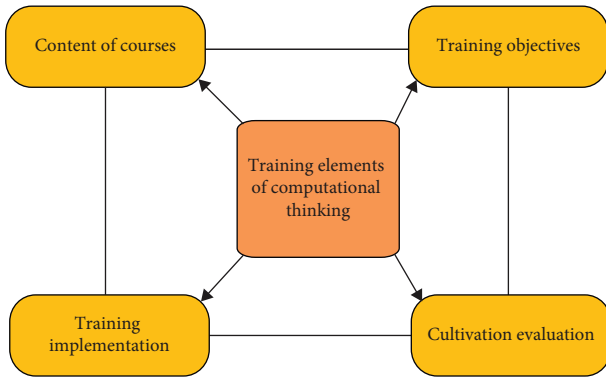 Content of courses
Training objectives
Training elements
of computational
thinking
Training
implementation
Cultivation evaluation